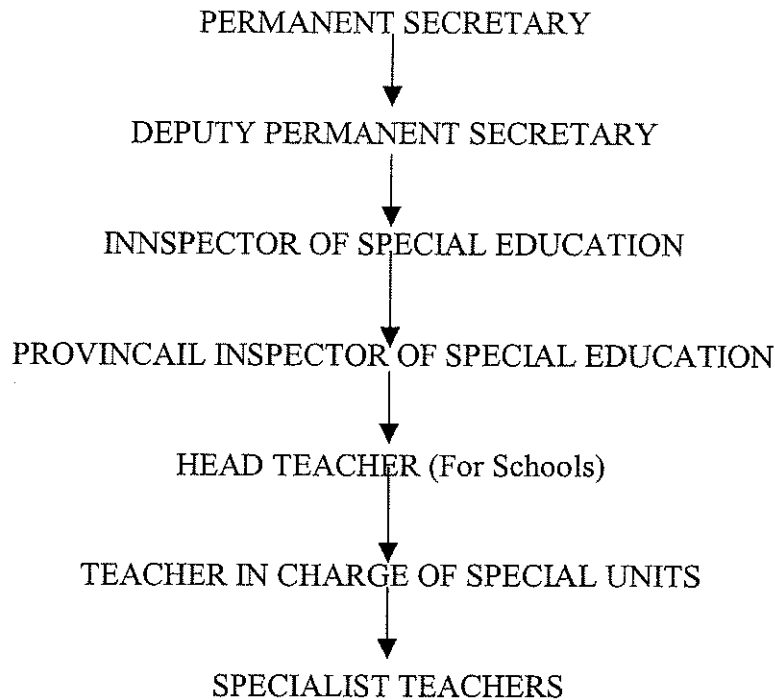 PERMANENT SECRETARY
DEPUTY PERMANENT SECRETARY
INNSPECTOR OF SPECIAL EDUCATION
PROVINCAIL INSPECTOR OF SPECIAL EDUCATION
HEAD TEACHER (For Schools)
TEACHER IN CHARGE OF SPECIAL UNITS
SPECIALIST TEACHERS